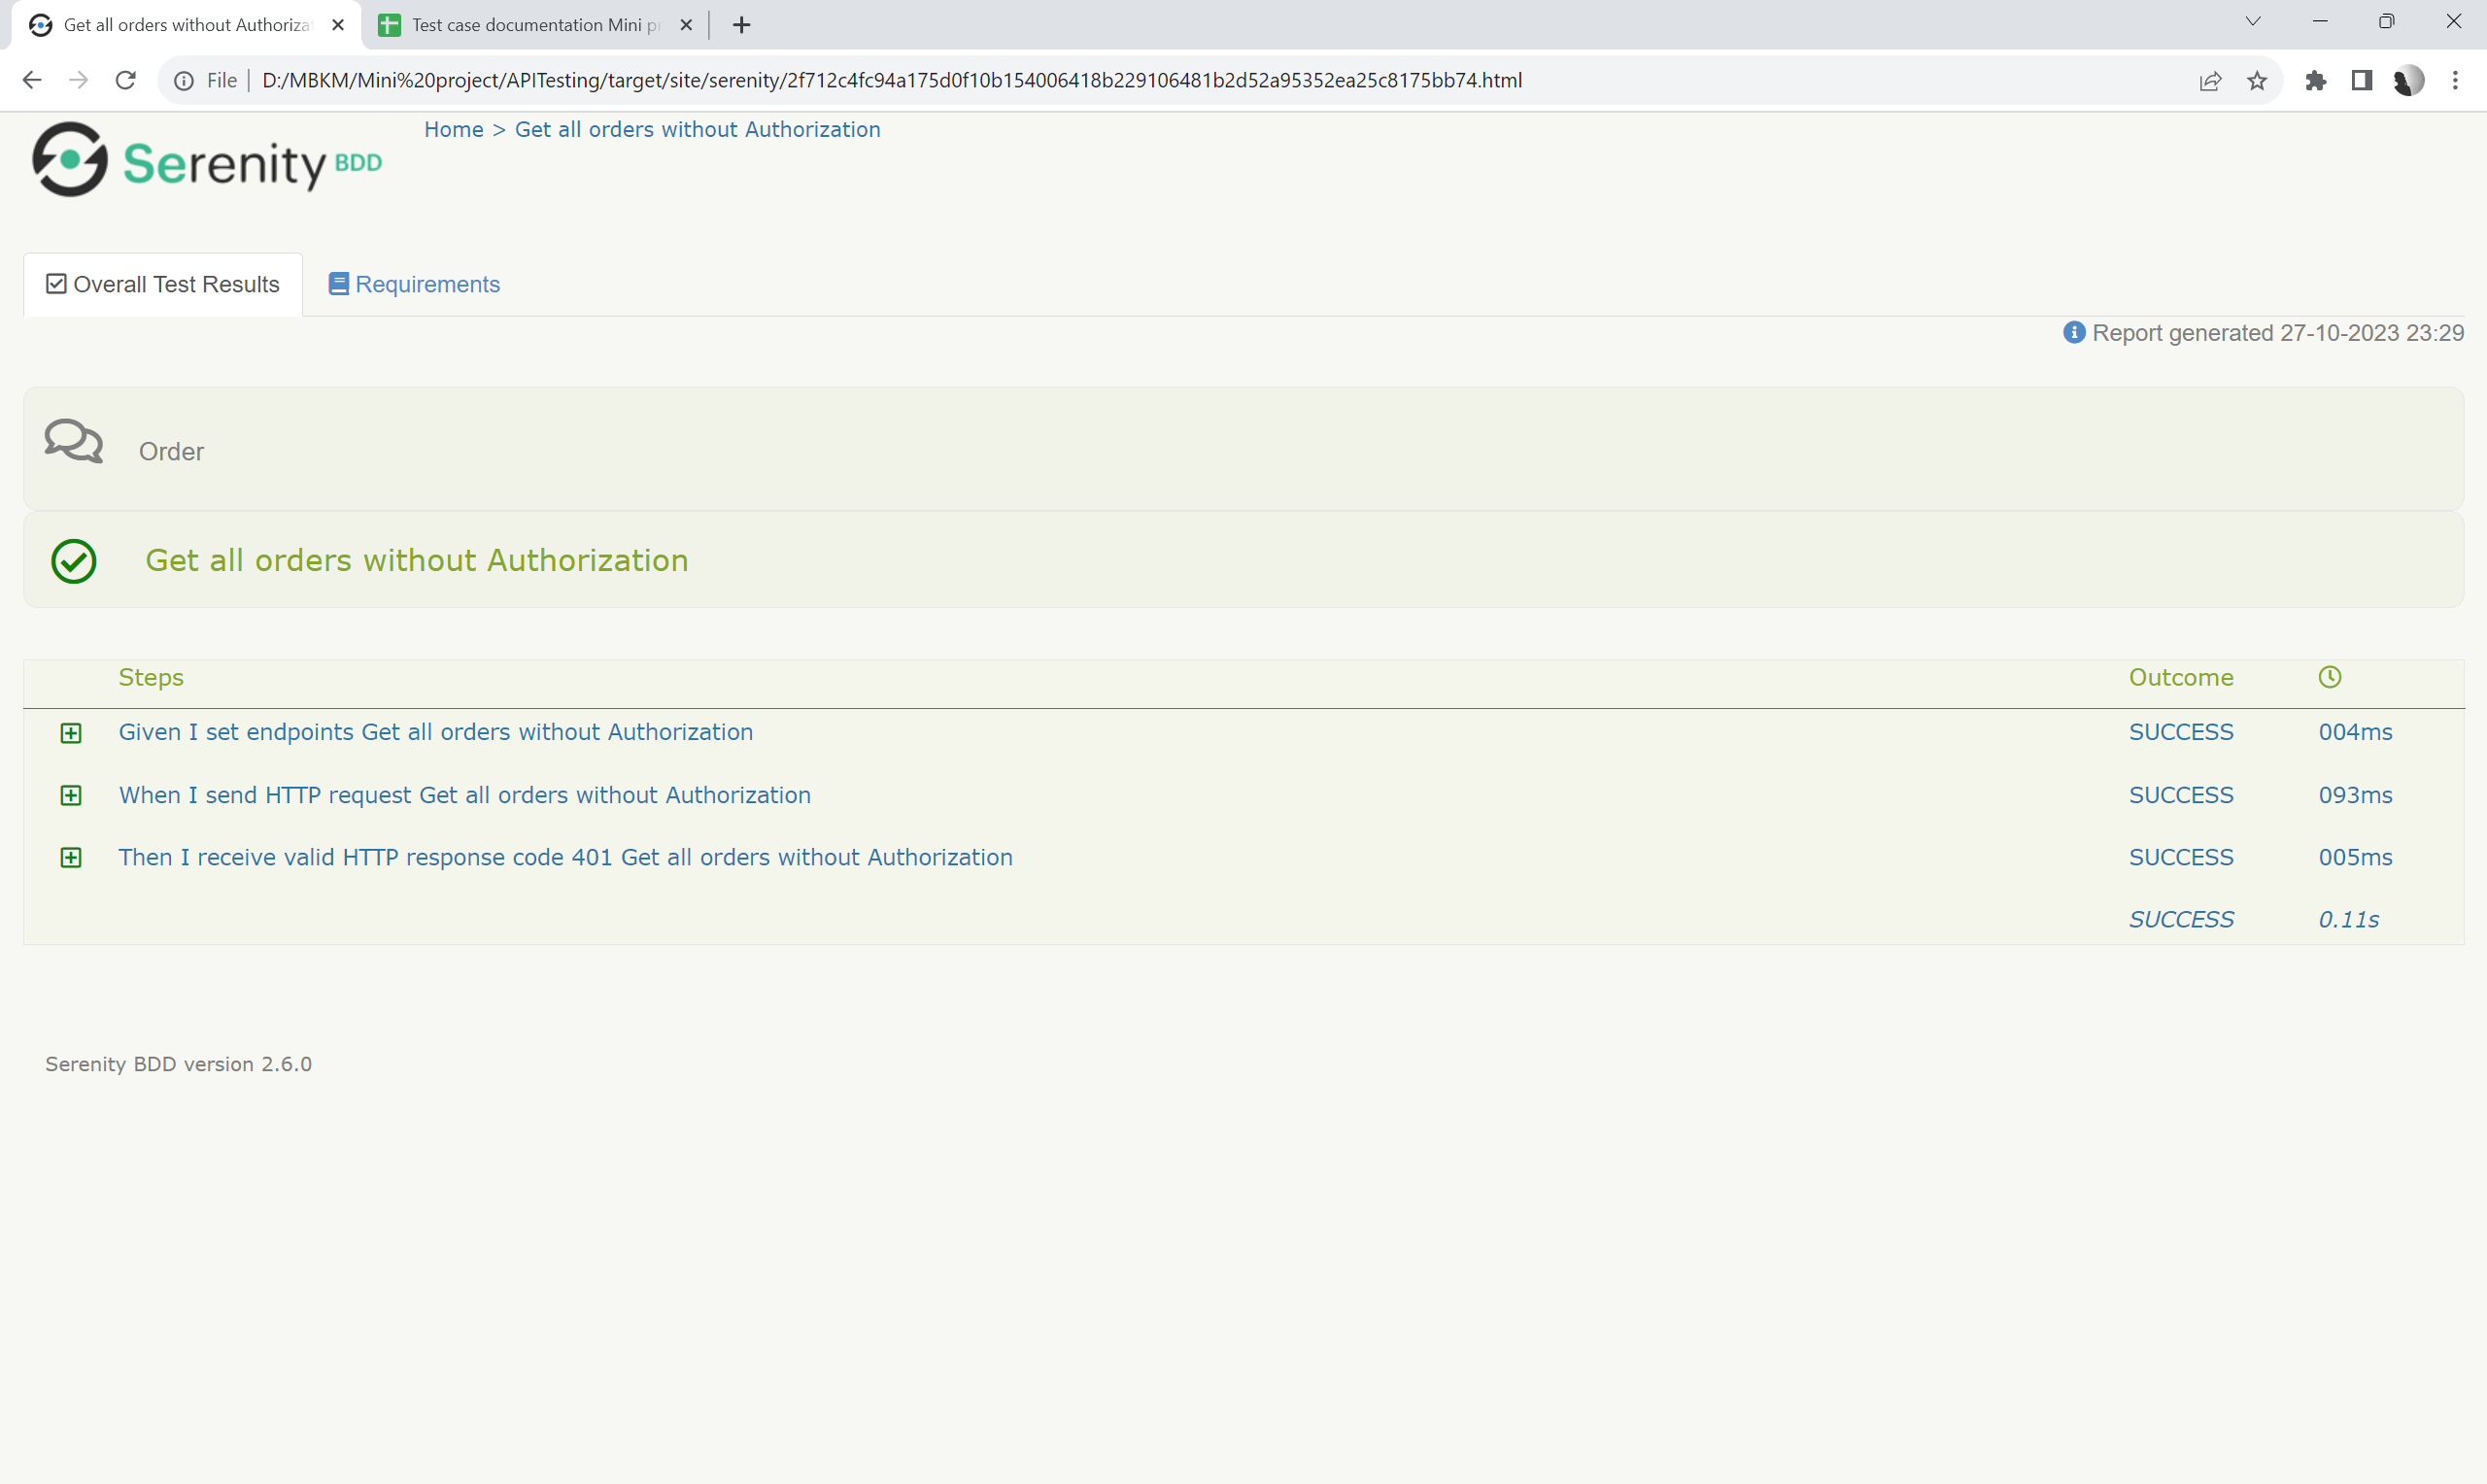 Get all orders without Authoriza
Test case documentation Mini p
File
D:/MBKM/Mini%20project/APITesting/target/site/serenity/2f712c4fc94a175d0f10b154006418b229106481b2d52a95352ea25c8175bb74.html
Serenity BDD
Home > Get all orders without Authorization
Overall Test Results
Requirements
Report generated 27-10-2023 23:29
Order
Get all orders without Authorization
Steps Outcome
Given I set endpoints Get all orders without Authorization SUCCESS 004ms
When I send HTTP request Get all orders without Authorization SUCCESS 093ms
Then I receive valid HTTP response code 401 Get all orders without Authorization SUCCESS 005ms
SUCCESS 0.11s
Serenity BDD version 2.6.0